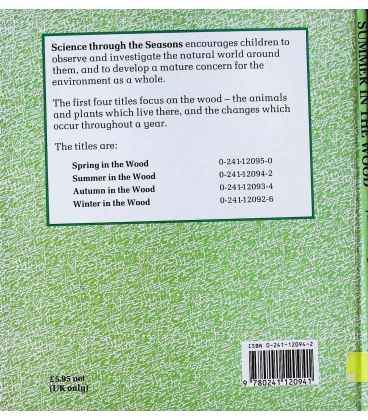 Science through the Seasons encourages children to
observe and investigate the natural world around
them, and to develop a mature concern for the
environment as a whole.
The first four titles focus on the wood – the animals
and plants which live there, and the changes which
occur throughout a year.
The titles are:
Spring in the Wood 0-241-12095-0
Summer in the Wood 0-241-12094-2
Autumn in the Wood 0-241-12093-4
Winter in the Wood 0-241-12092-6
SUMMER IN THE WOOD
ISBN 0-241-12094-2
9 780241 120941
£5.95 net
(UK only)